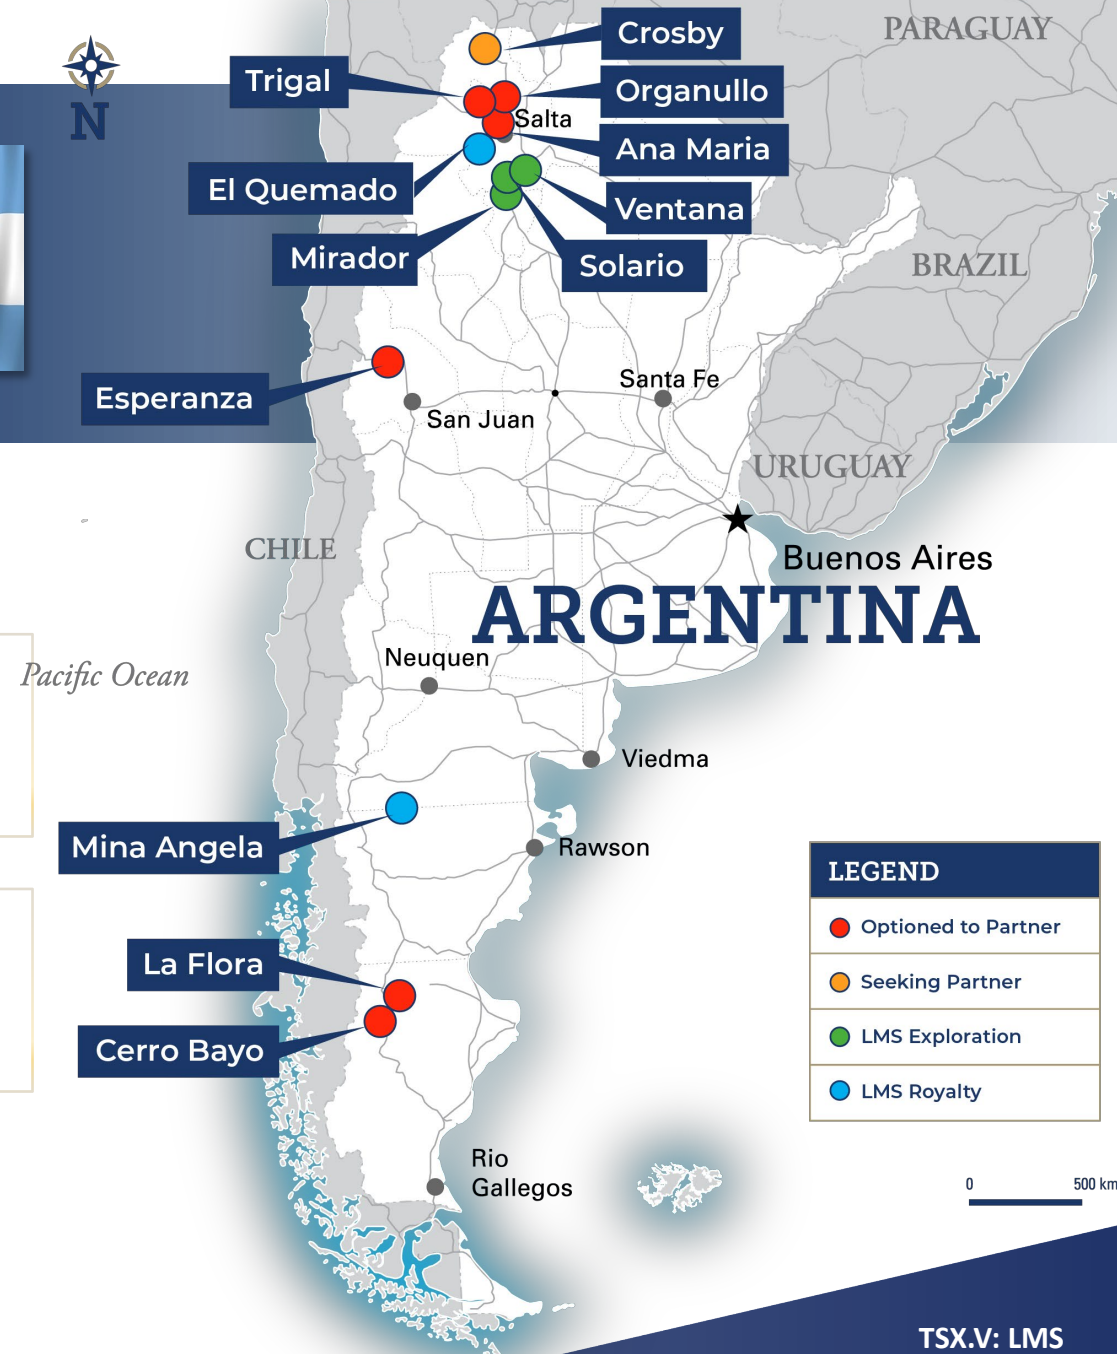 Crosby
PARAGUAY
N
Trigal
Organullo
Salta
Ana Maria
El Quemado
Ventana
Mirador
Solario
BRAZIL
Esperanza
Santa Fe
San Juan
URUGUAY
CHILE
Buenos Aires
ARGENTINA
Neuquen
Pacific Ocean
Viedma
Mina Angela
Rawson
LEGEND
Optioned to Partner
Seeking Partner
LMS Exploration
LMS Royalty
La Flora
Cerro Bayo
Rio
Gallegos
0 500 km
TSX.V: LMS